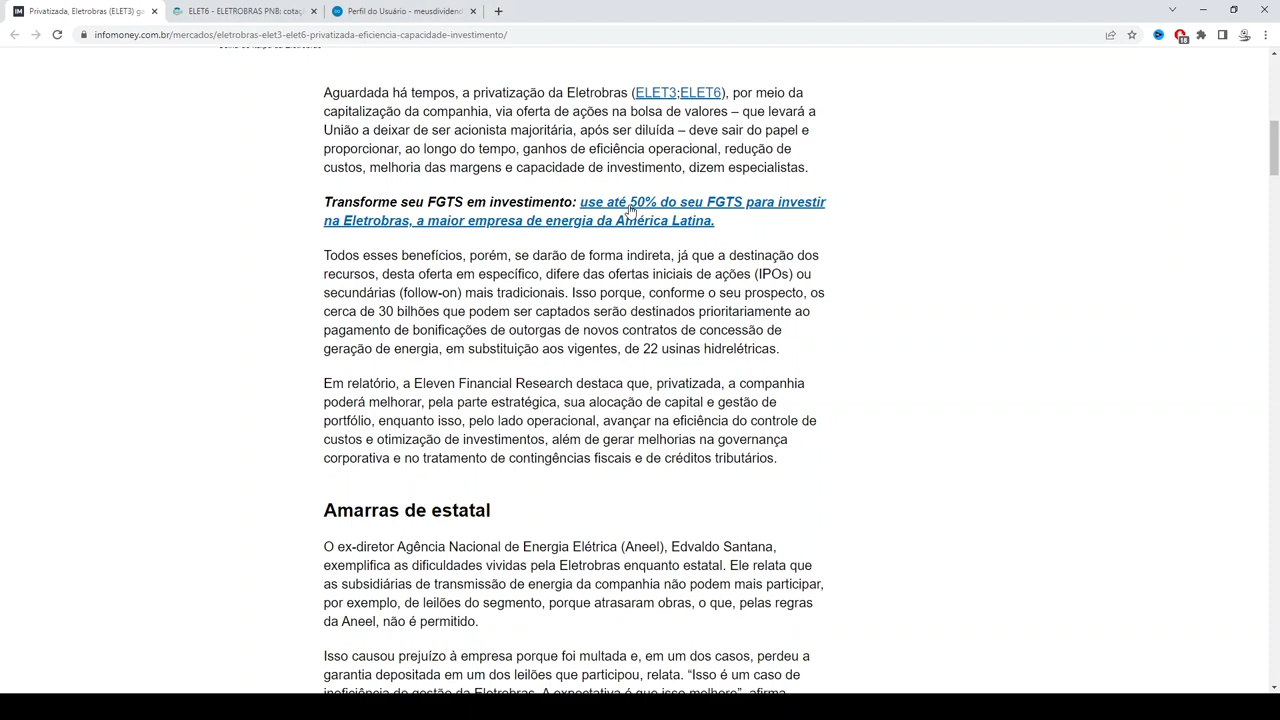 Privatizada, Eletrobras (ELET3) ga
ELET6 - ELETROBRAS PNB: cotaç
Perfil do Usuário - meusdividend
infomoney.com.br/mercados/eletrobras-elet3-elet6-privatizada-eficiencia-capacidade-investimento/
18
Aguardada há tempos, a privatização da Eletrobras (ELET3;ELET6), por meio da
capitalização da companhia, via oferta de ações na bolsa de valores – que levará a
União a deixar de ser acionista majoritária, após ser diluída – deve sair do papel e
proporcionar, ao longo do tempo, ganhos de eficiência operacional, redução de
custos, melhoria das margens e capacidade de investimento, dizem especialistas.
Transforme seu FGTS em investimento: use até 50% do seu FGTS para investir
na Eletrobras, a maior empresa de energia da América Latina.
Todos esses benefícios, porém, se darão de forma indireta, já que a destinação dos
recursos, desta oferta em específico, difere das ofertas iniciais de ações (IPOs) ou
secundárias (follow-on) mais tradicionais. Isso porque, conforme o seu prospecto, os
cerca de 30 bilhões que podem ser captados serão destinados prioritariamente ao
pagamento de bonificações de outorgas de novos contratos de concessão de
geração de energia, em substituição aos vigentes, de 22 usinas hidrelétricas.
Em relatório, a Eleven Financial Research destaca que, privatizada, a companhia
poderá melhorar, pela parte estratégica, sua alocação de capital e gestão de
portfólio, enquanto isso, pelo lado operacional, avançar na eficiência do controle de
custos e otimização de investimentos, além de gerar melhorias na governança
corporativa e no tratamento de contingências fiscais e de créditos tributários.
Amarras de estatal
O ex-diretor Agência Nacional de Energia Elétrica (Aneel), Edvaldo Santana,
exemplifica as dificuldades vividas pela Eletrobras enquanto estatal. Ele relata que
as subsidiárias de transmissão de energia da companhia não podem mais participar,
por exemplo, de leilões do segmento, porque atrasaram obras, o que, pelas regras
da Aneel, não é permitido.
Isso causou prejuízo à empresa porque foi multada e, em um dos casos, perdeu a
garantia depositada em um dos leilões que participou, relata. “Isso é um caso de
ineficiência de gestão da Eletrobras. A expectativa é que isso melhore”, afirma